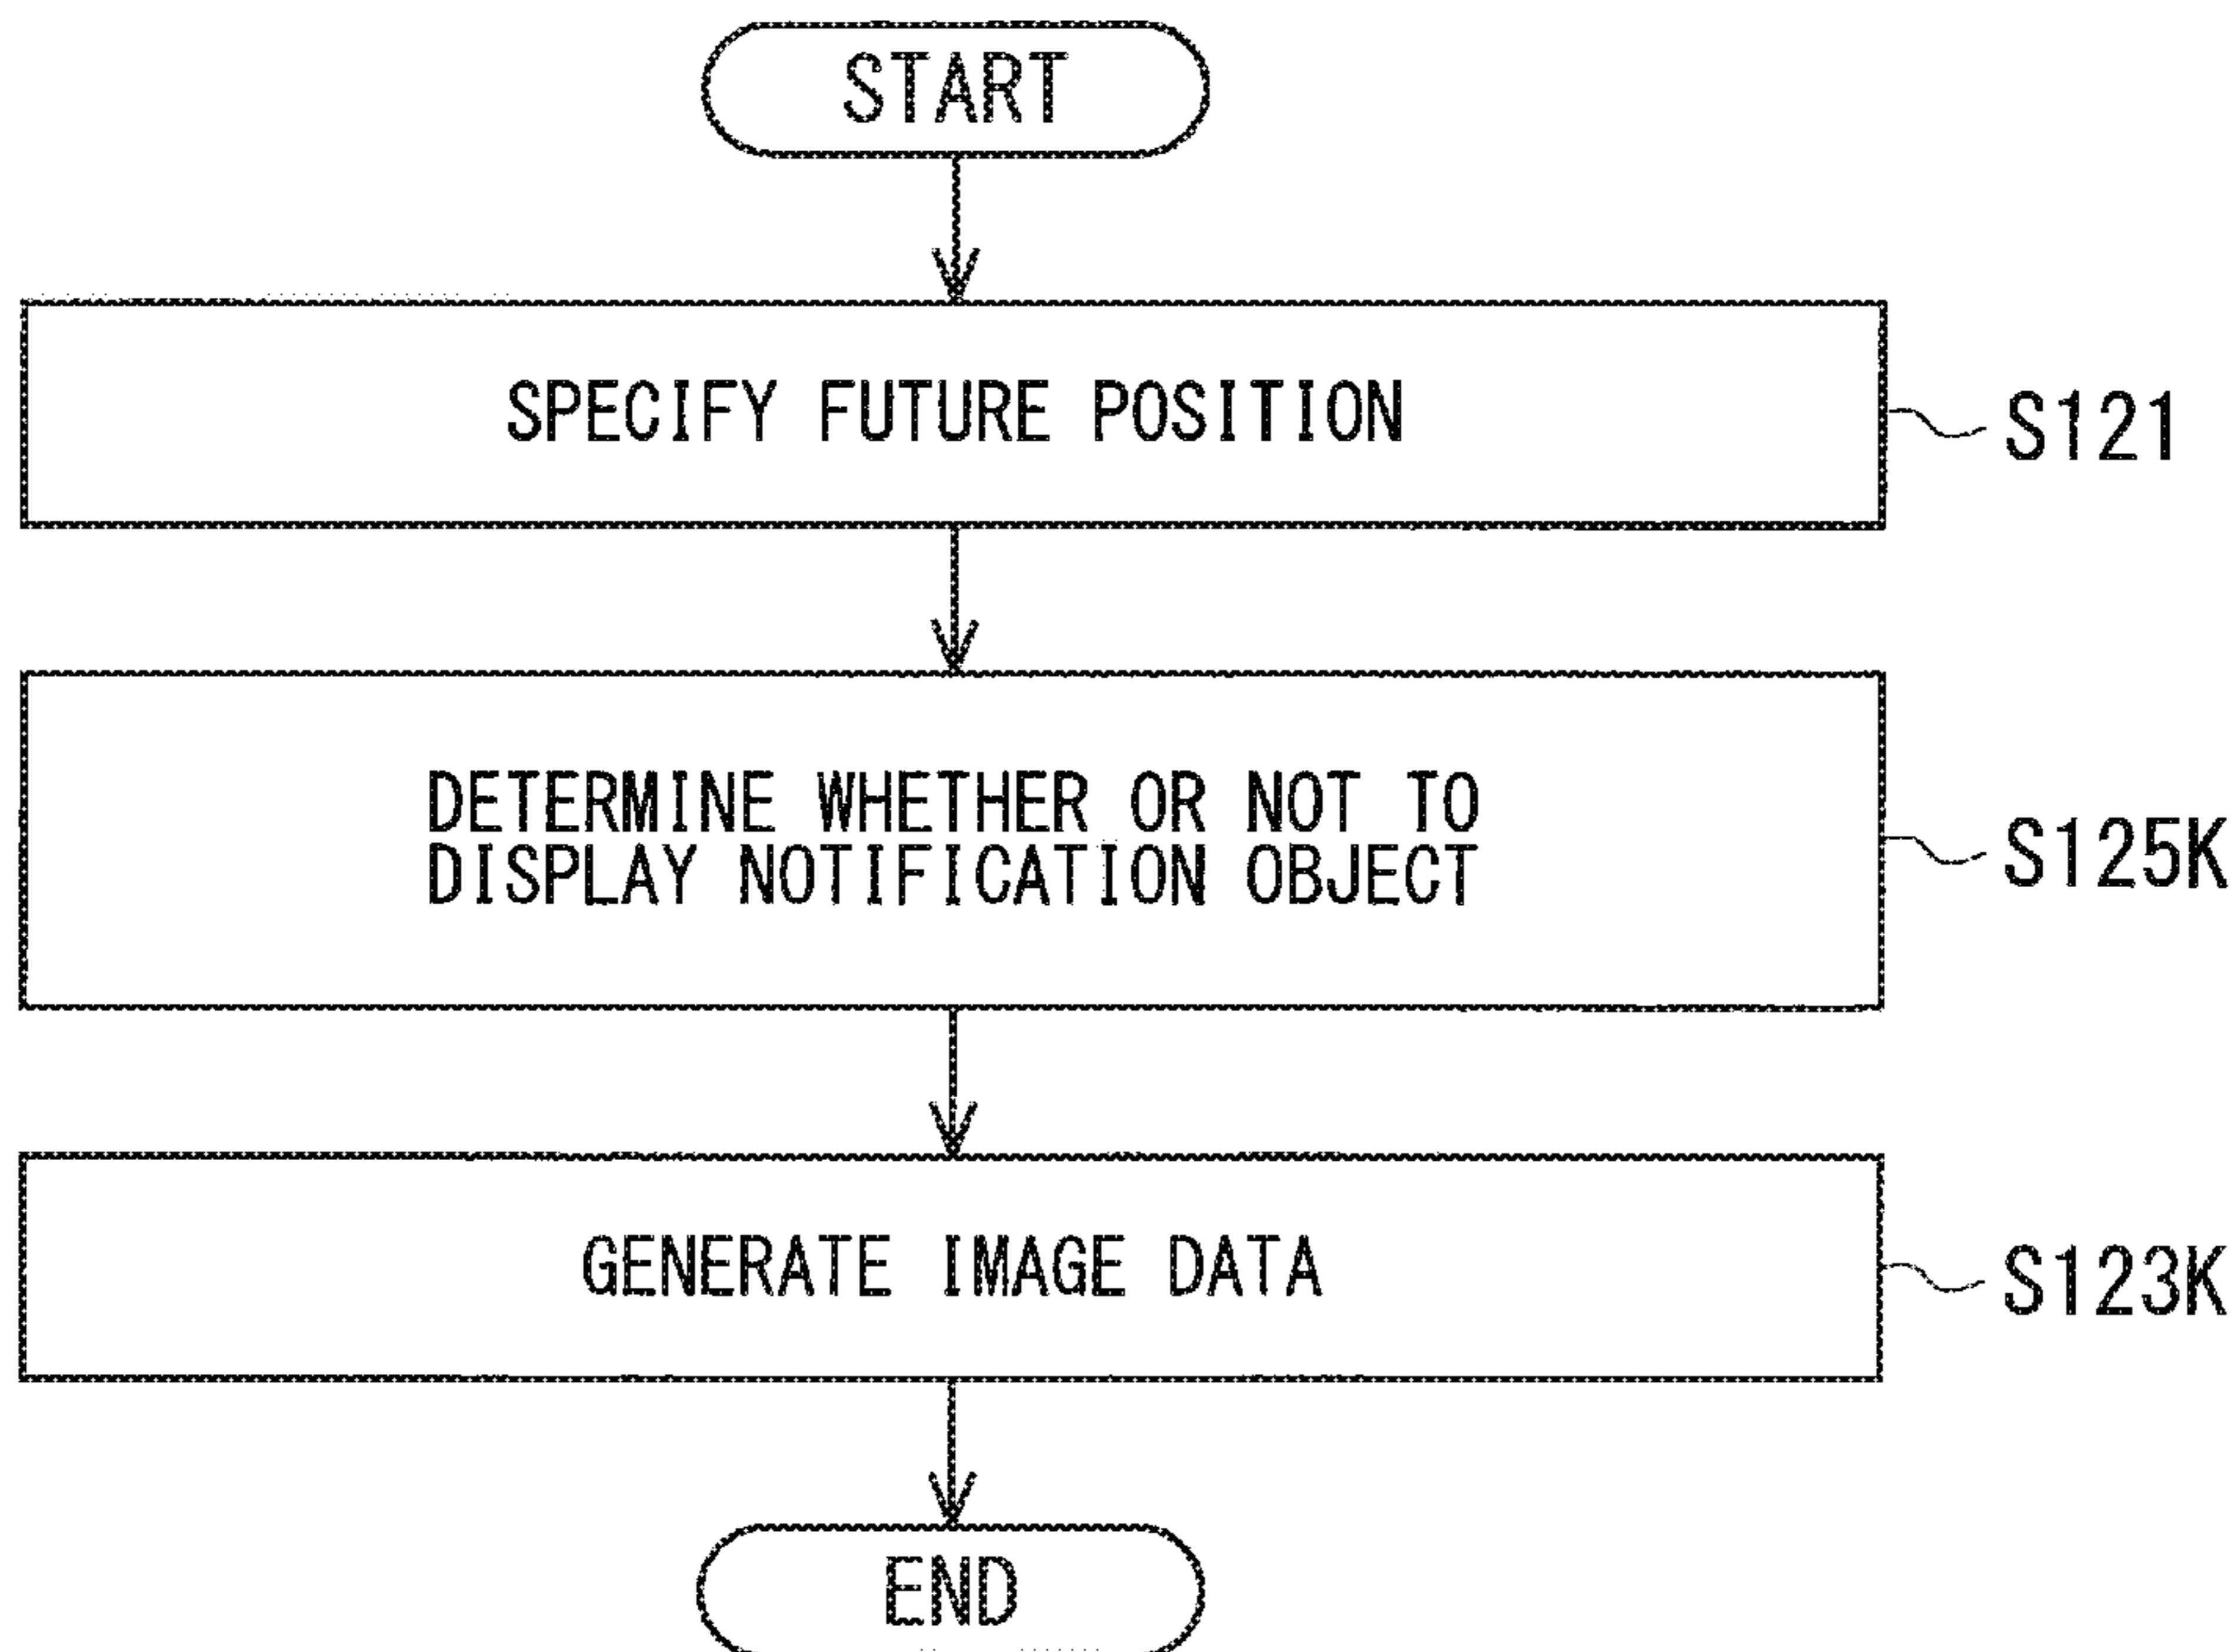 START
SPECIFY FUTURE POSITION
S121
DETERMINE WHETHER OR NOT TO
DISPLAY NOTIFICATION OBJECT
S125K
GENERATE IMAGE DATA
S123K
END